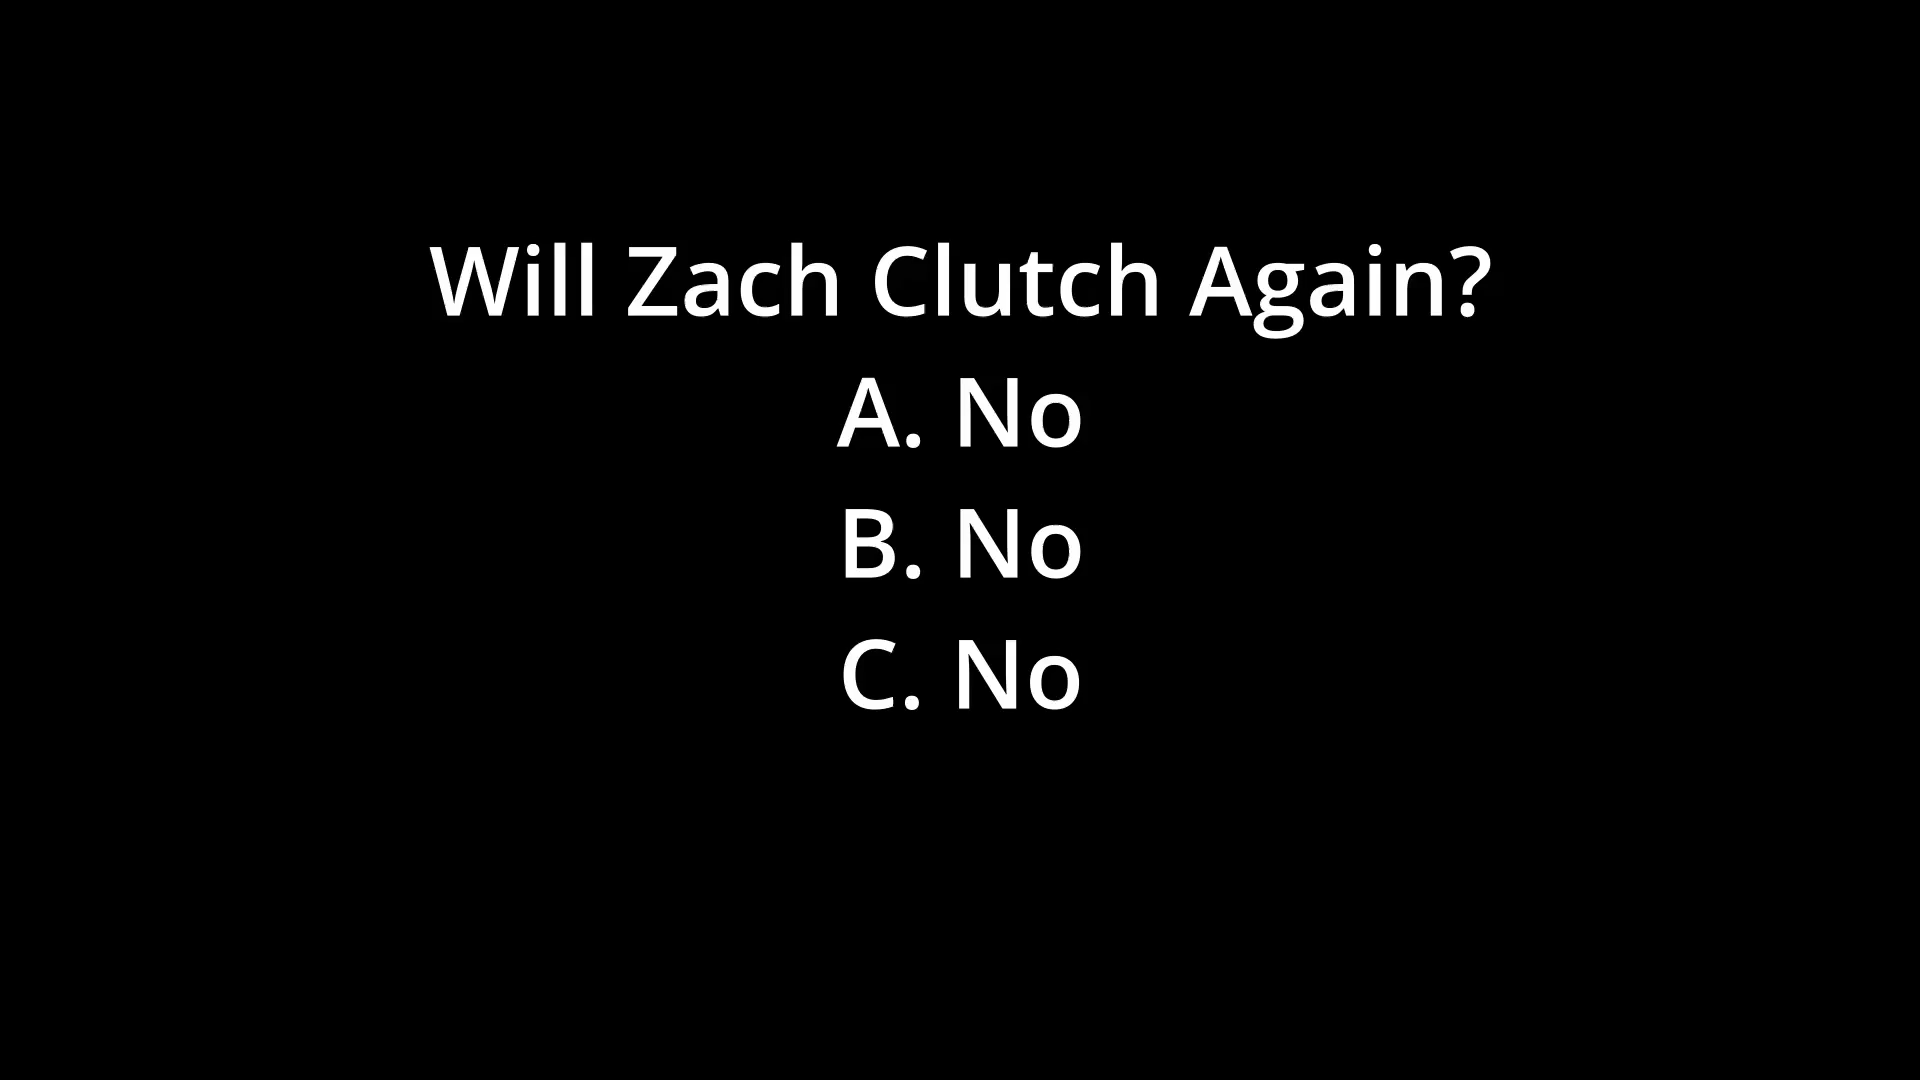 Will Zach Clutch Again?
A. No
B. No
C. No